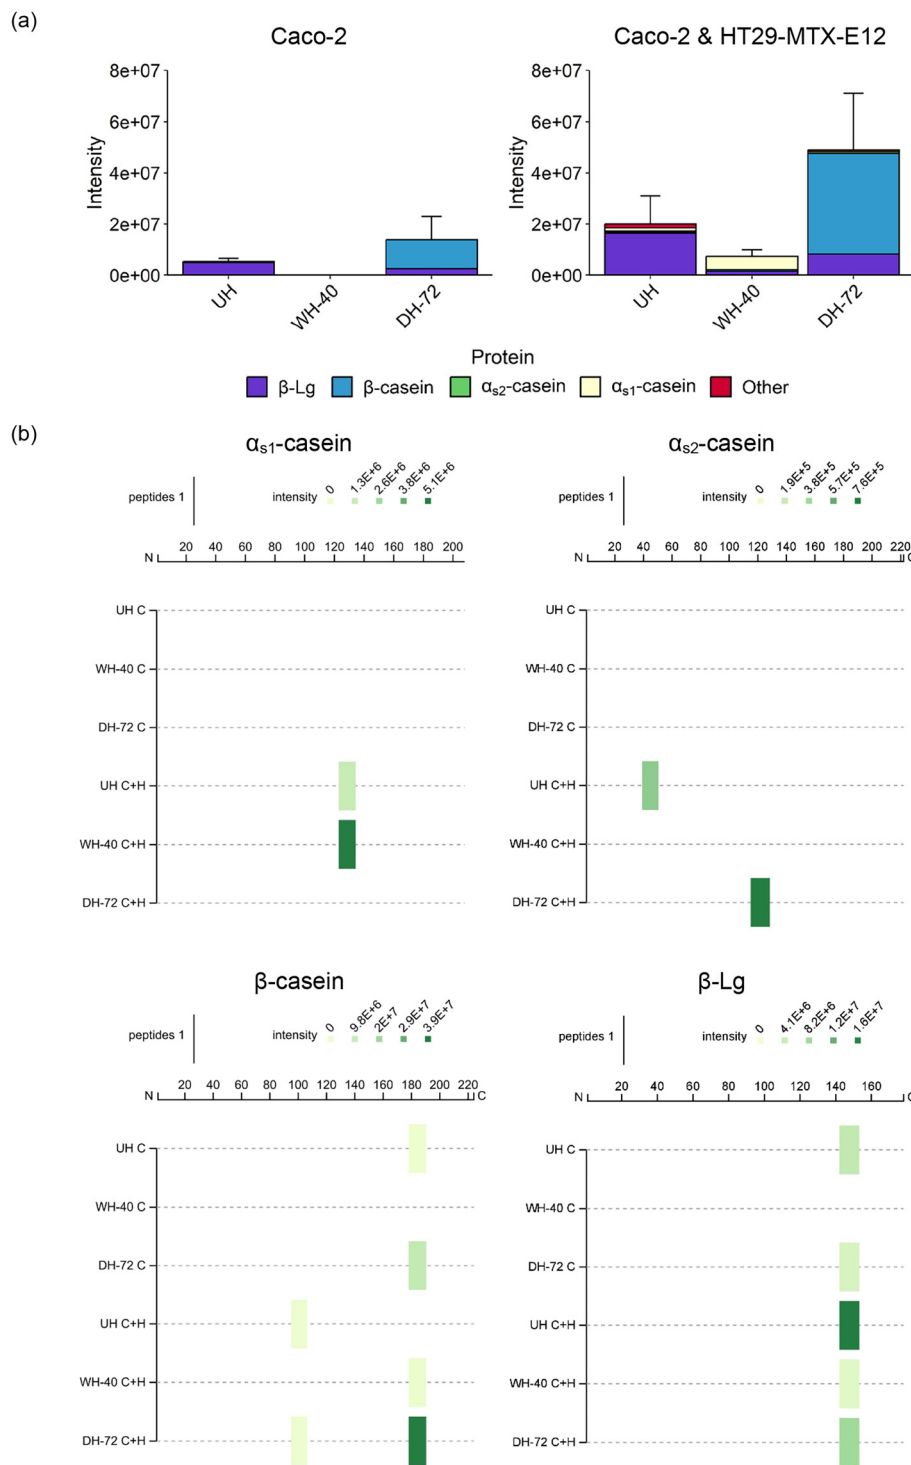 (a)
Caco-2
Caco-2 & HT29-MTX-E12
Intensity
8e+07
6e+07
4e+07
2e+07
0e+00
UH
WH-40
DH-72
Intensity
8e+07
6e+07
4e+07
2e+07
0e+00
UH
WH-40
DH-72
Protein
β-Lg
β-casein
αs2-casein
αs1-casein
Other
(b)
αs1-casein
peptides 1
intensity
0
1.3E+6
2.6E+6
3.8E+6
5.1E+6
N 20 40 60 80 100 120 140 160 180 200
UH C
WH-40 C
DH-72 C
UH C+H
WH-40 C+H
DH-72 C+H
αs2-casein
peptides 1
intensity
0
1.9E+5
3.8E+5
5.7E+5
7.6E+5
N 20 40 60 80 100 120 140 160 180 200 222 C
UH C
WH-40 C
DH-72 C
UH C+H
WH-40 C+H
DH-72 C+H
β-casein
peptides 1
intensity
0
9.8E+6
2E+7
2.9E+7
3.9E+7
N 20 40 60 80 100 120 140 160 180 200 220 C
UH C
WH-40 C
DH-72 C
UH C+H
WH-40 C+H
DH-72 C+H
β-Lg
peptides 1
intensity
0
4.1E+6
8.2E+6
1.2E+7
1.6E+7
N 20 40 60 80 100 120 140 160 C
UH C
WH-40 C
DH-72 C
UH C+H
WH-40 C+H
DH-72 C+H